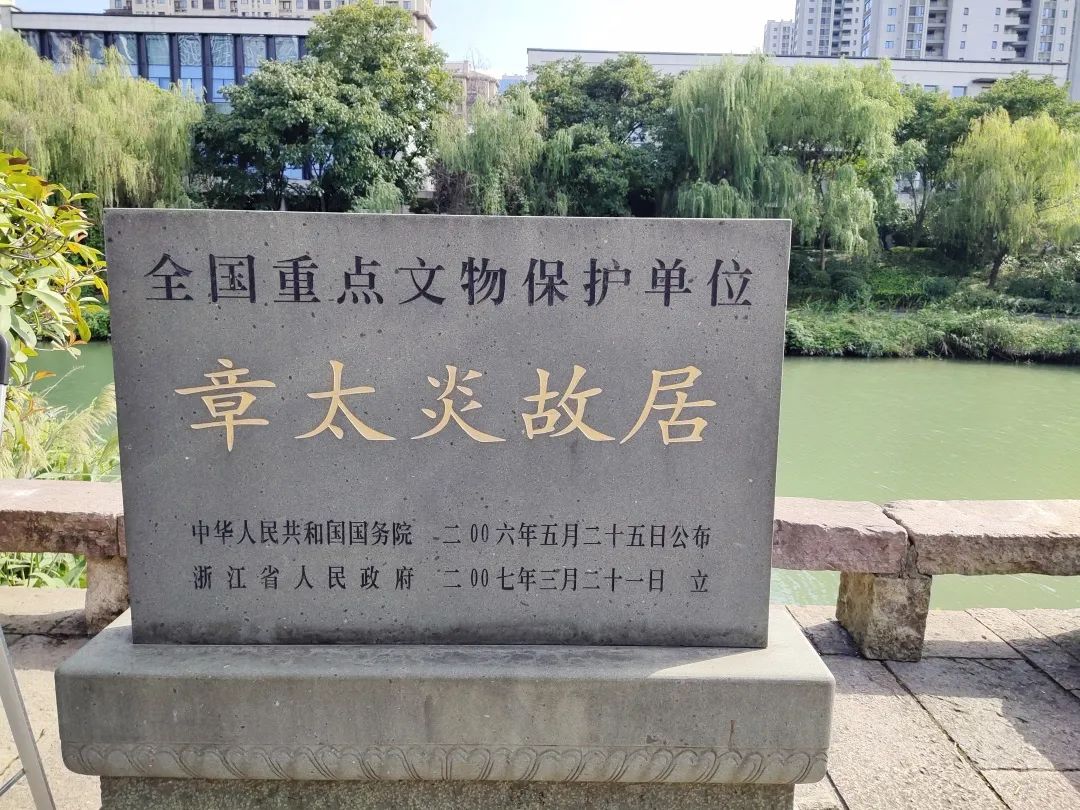 全国重点文物保护单位
章太炎故居
中华人民共和国国务院 二00六年五月二十五日公布
浙江省人民政府 二00七年三月二十一日 立